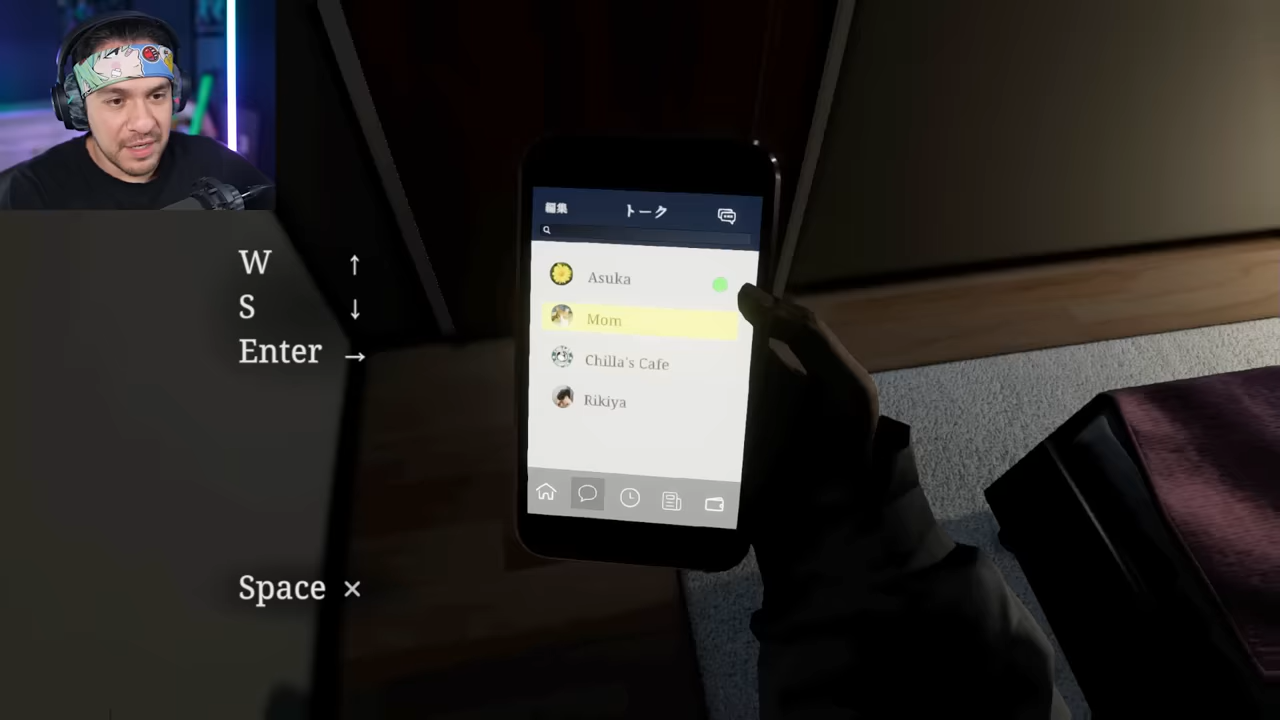 編集 トーク
Asuka
Mom
Chilla's Cafe
Rikiya
W ↑
S ↓
Enter →
Space ×